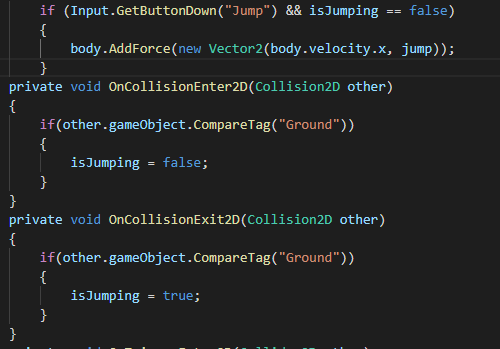 if (Input.GetButtonDown("Jump") && isJumping == false)
{
body.AddForce(new Vector2(body.velocity.x, jump));
}
private void OnCollisionEnter2D(Collision2D other)
{
if(other.gameObject.CompareTag("Ground"))
{
isJumping = false;
}
}
private void OnCollisionExit2D(Collision2D other)
{
if(other.gameObject.CompareTag("Ground"))
{
isJumping = true;
}
}